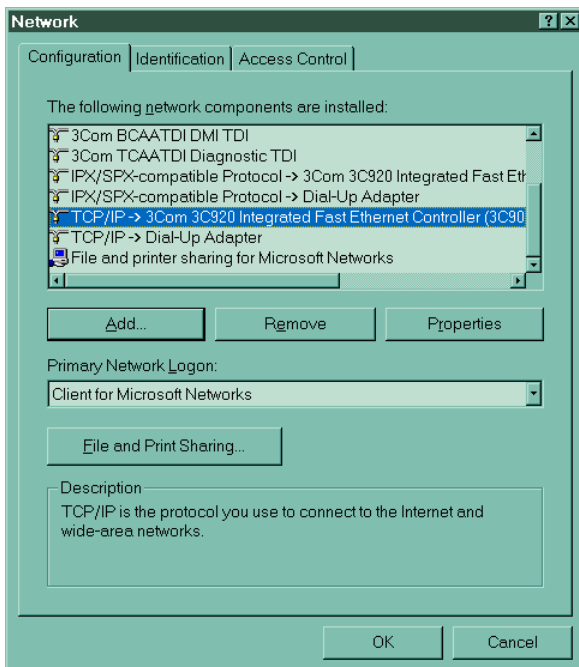 Network
Configuration Identification Access Control
The following network components are installed:
3Com BCAATDI DMI TDI
3Com TCAATDI Diagnostic TDI
IPX/SPX-compatible Protocol -> 3Com 3C920 Integrated Fast Eth
IPX/SPX-compatible Protocol -> Dial-Up Adapter
TCP/IP -> 3Com 3C920 Integrated Fast Ethernet Controller (3C90
TCP/IP -> Dial-Up Adapter
File and printer sharing for Microsoft Networks
Add... Remove Properties
Primary Network Logon:
Client for Microsoft Networks
File and Print Sharing...
Description
TCP/IP is the protocol you use to connect to the Internet and
wide-area networks.
OK Cancel